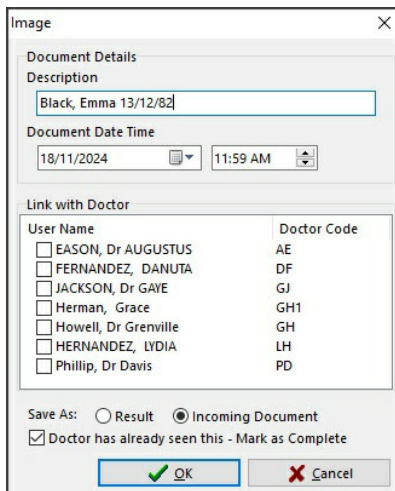 Image
Document Details
Description
Black, Emma 13/12/82
Document Date Time
18/11/2024 11:59 AM
Link with Doctor
User Name Doctor Code
EASON, Dr AUGUSTUS AE
FERNANDEZ, DANUTA DF
JACKSON, Dr GAYE GJ
Herman, Grace GH1
Howell, Dr Grenville GH
HERNANDEZ, LYDIA LH
Phillip, Dr Davis PD
Save As: Result Incoming Document
Doctor has already seen this - Mark as Complete
OK Cancel